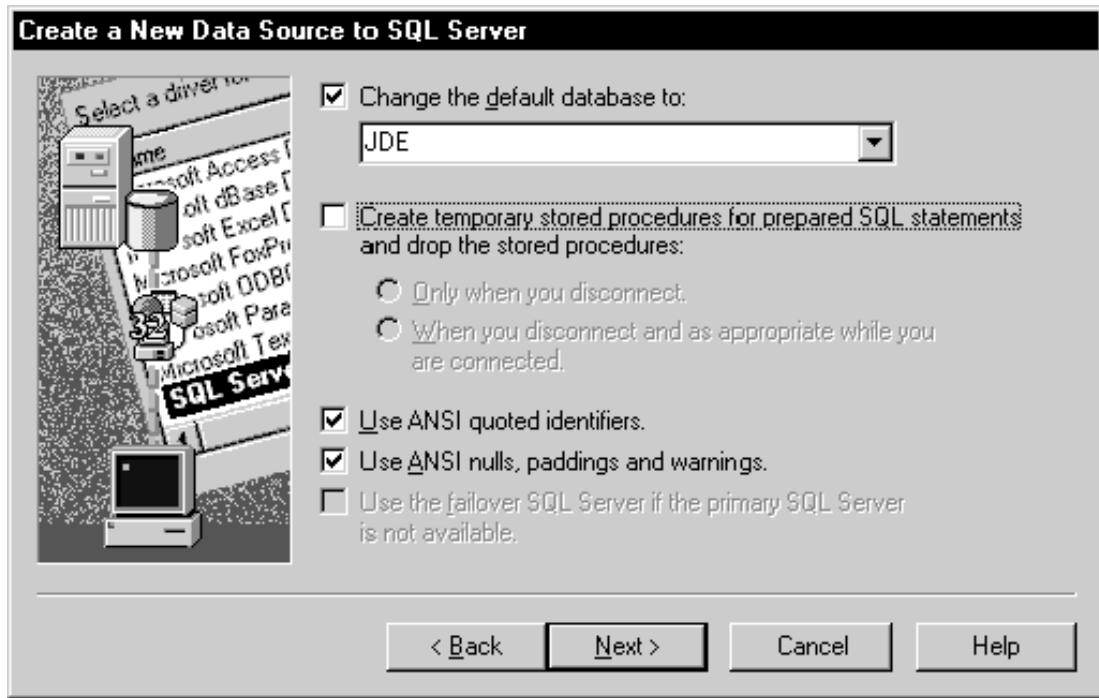 Create a New Data Source to SQL Server
Select a driver for
Microsoft Access
soft dBase
soft Excel
Microsoft FoxPro
soft ODBC
osoft Para
Microsoft Tex
SQL Serve
32
Change the default database to:
JDE
Create temporary stored procedures for prepared SQL statements
and drop the stored procedures:
Only when you disconnect.
When you disconnect and as appropriate while you
are connected.
Use ANSI quoted identifiers.
Use ANSI nulls, paddings and warnings.
Use the failover SQL Server if the primary SQL Server
is not available.
< Back
Next >
Cancel
Help